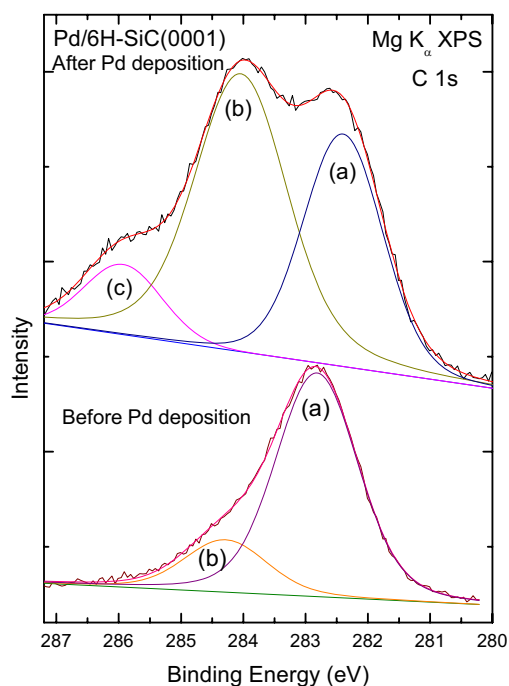 Pd/6H-SiC(0001)
After Pd deposition
Mg Kα XPS
C 1s
(b)
(a)
(c)
Before Pd deposition
(a)
(b)
Intensity
287 286 285 284 283 282 281 280
Binding Energy (eV)